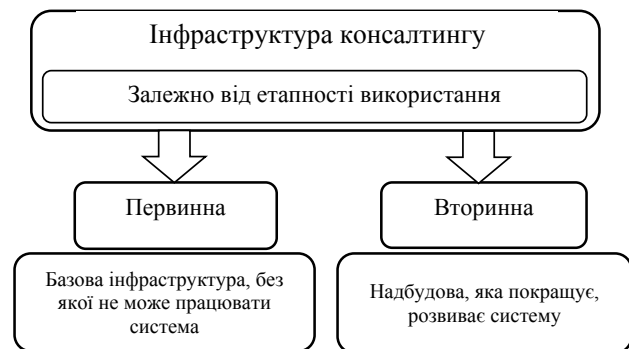 Інфраструктура консалтингу
Залежно від етапності використання
Первинна
Вторинна
Базова інфраструктура, без
якої не може працювати
система
Надбудова, яка покращує,
розвиває систему